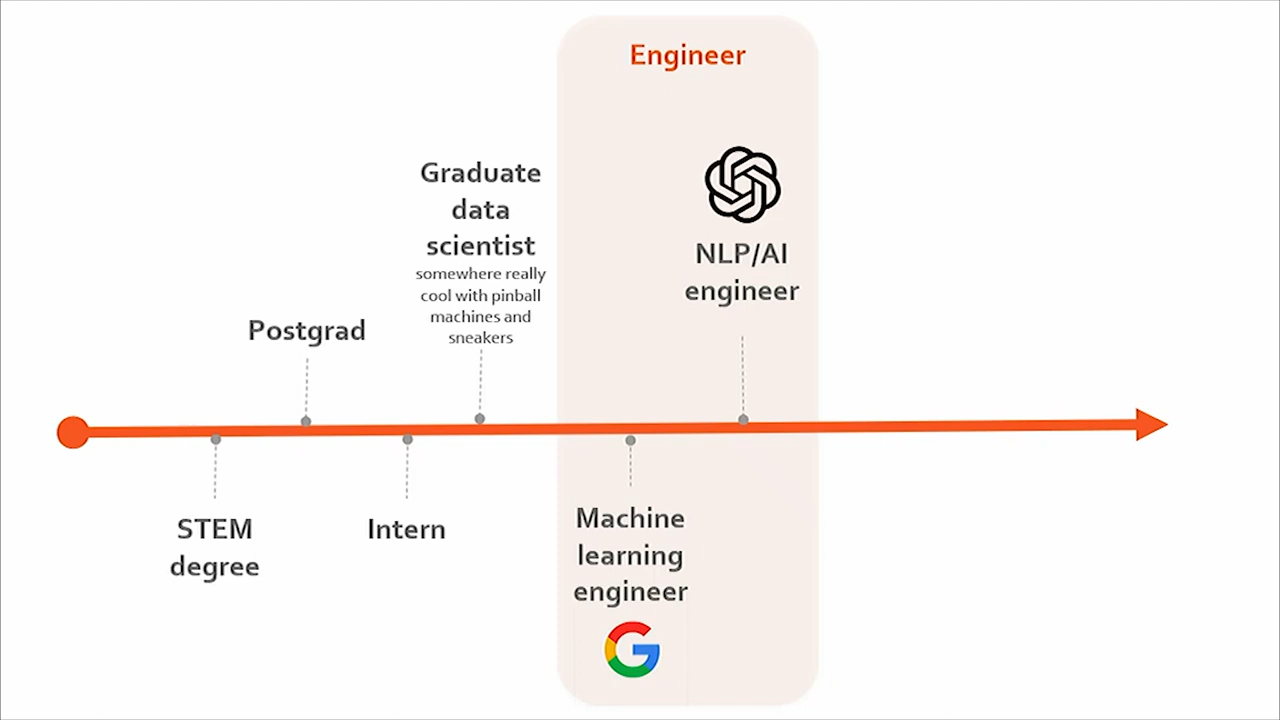 Engineer
Graduate
data
scientist
somewhere really
cool with pinball
machines and
sneakers
NLP/AI
engineer
Postgrad
STEM
degree
Intern
Machine
learning
engineer